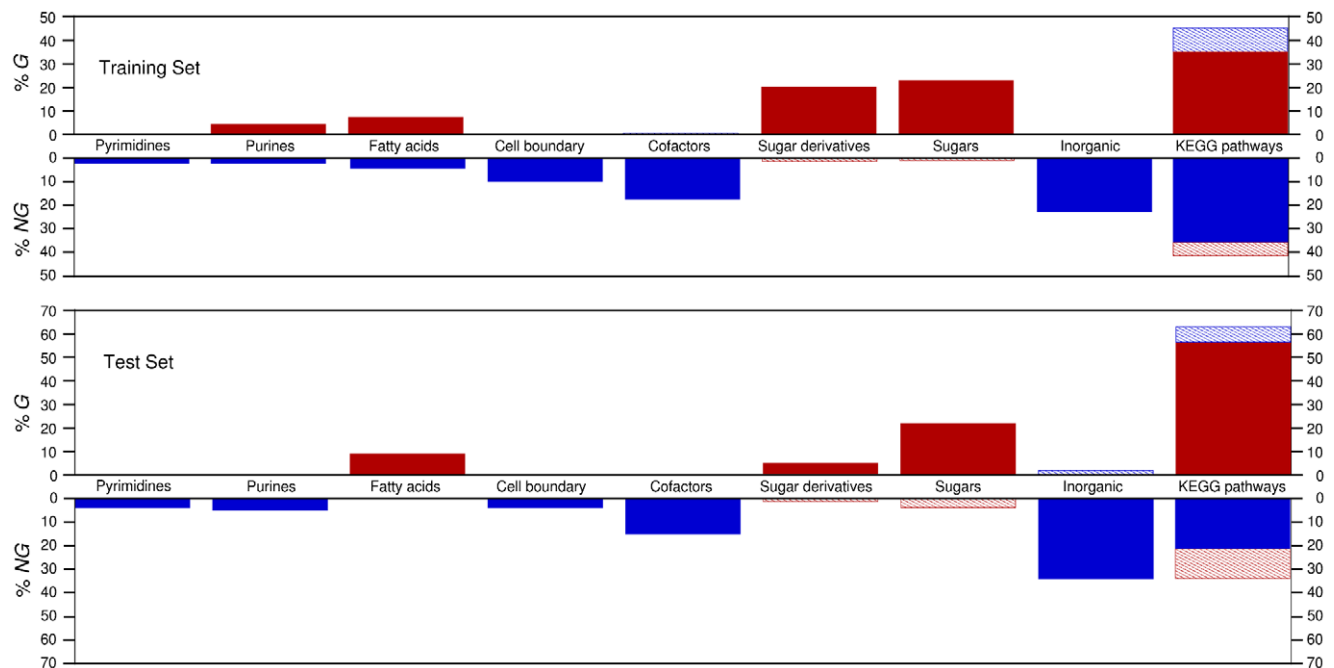 Training Set
% G
50 40 30 20 10 0
50 40 30 20 10 0
Pyrimidines Purines Fatty acids Cell boundary Cofactors Sugar derivatives Sugars Inorganic KEGG pathways
% NG
0 10 20 30 40 50
0 10 20 30 40 50
Test Set
% G
70 60 50 40 30 20 10 0
70 60 50 40 30 20 10 0
Pyrimidines Purines Fatty acids Cell boundary Cofactors Sugar derivatives Sugars Inorganic KEGG pathways
% NG
0 10 20 30 40 50 60 70
0 10 20 30 40 50 60 70